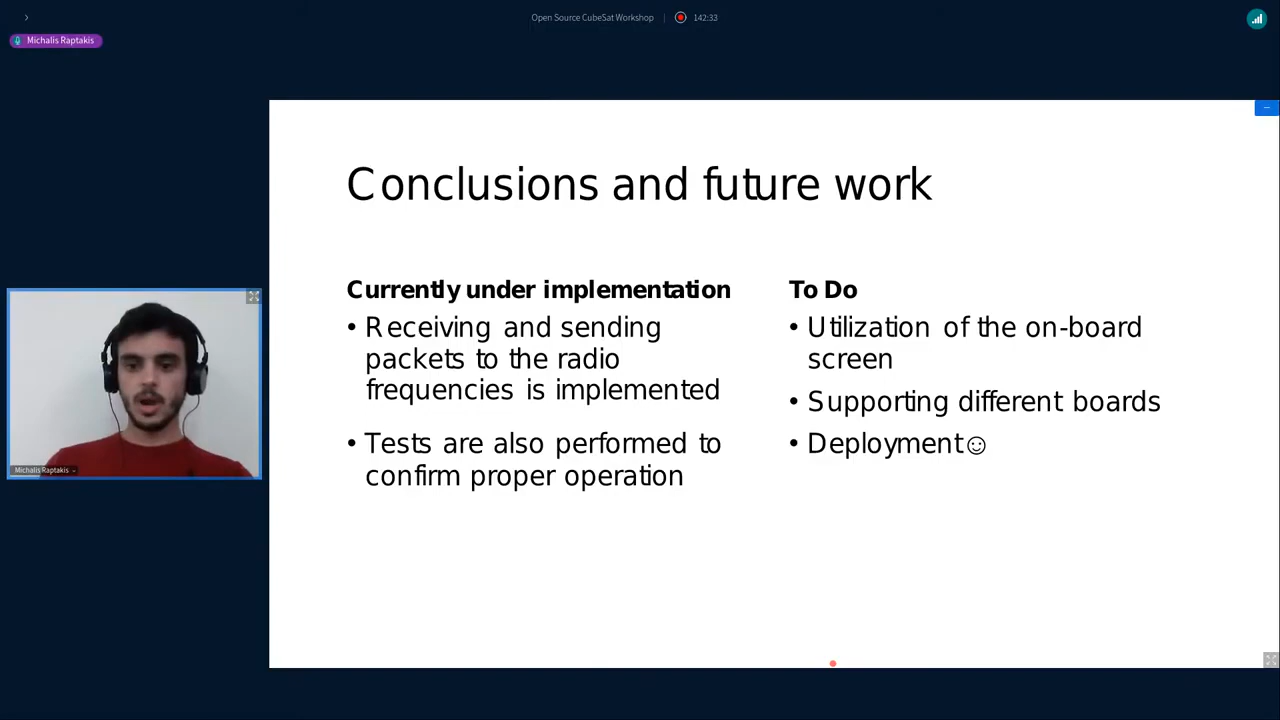 Open Source CubeSat Workshop
142:33
Michalis Raptakis
Conclusions and future work
Currently under implementation
• Receiving and sending
packets to the radio
frequencies is implemented
• Tests are also performed to
confirm proper operation
To Do
• Utilization of the on-board
screen
• Supporting different boards
• Deployment☺
Michalis Raptakis